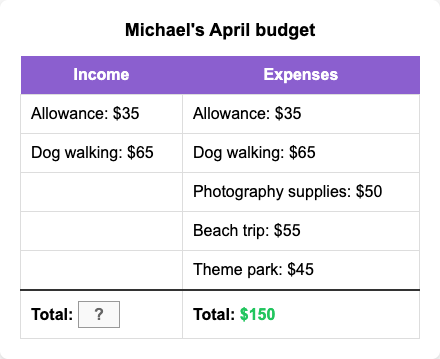 Michael's April budget
Income Expenses
Allowance: $35 Allowance: $35
Dog walking: $65 Dog walking: $65
Photography supplies: $50
Beach trip: $55
Theme park: $45
Total: ? Total: $150